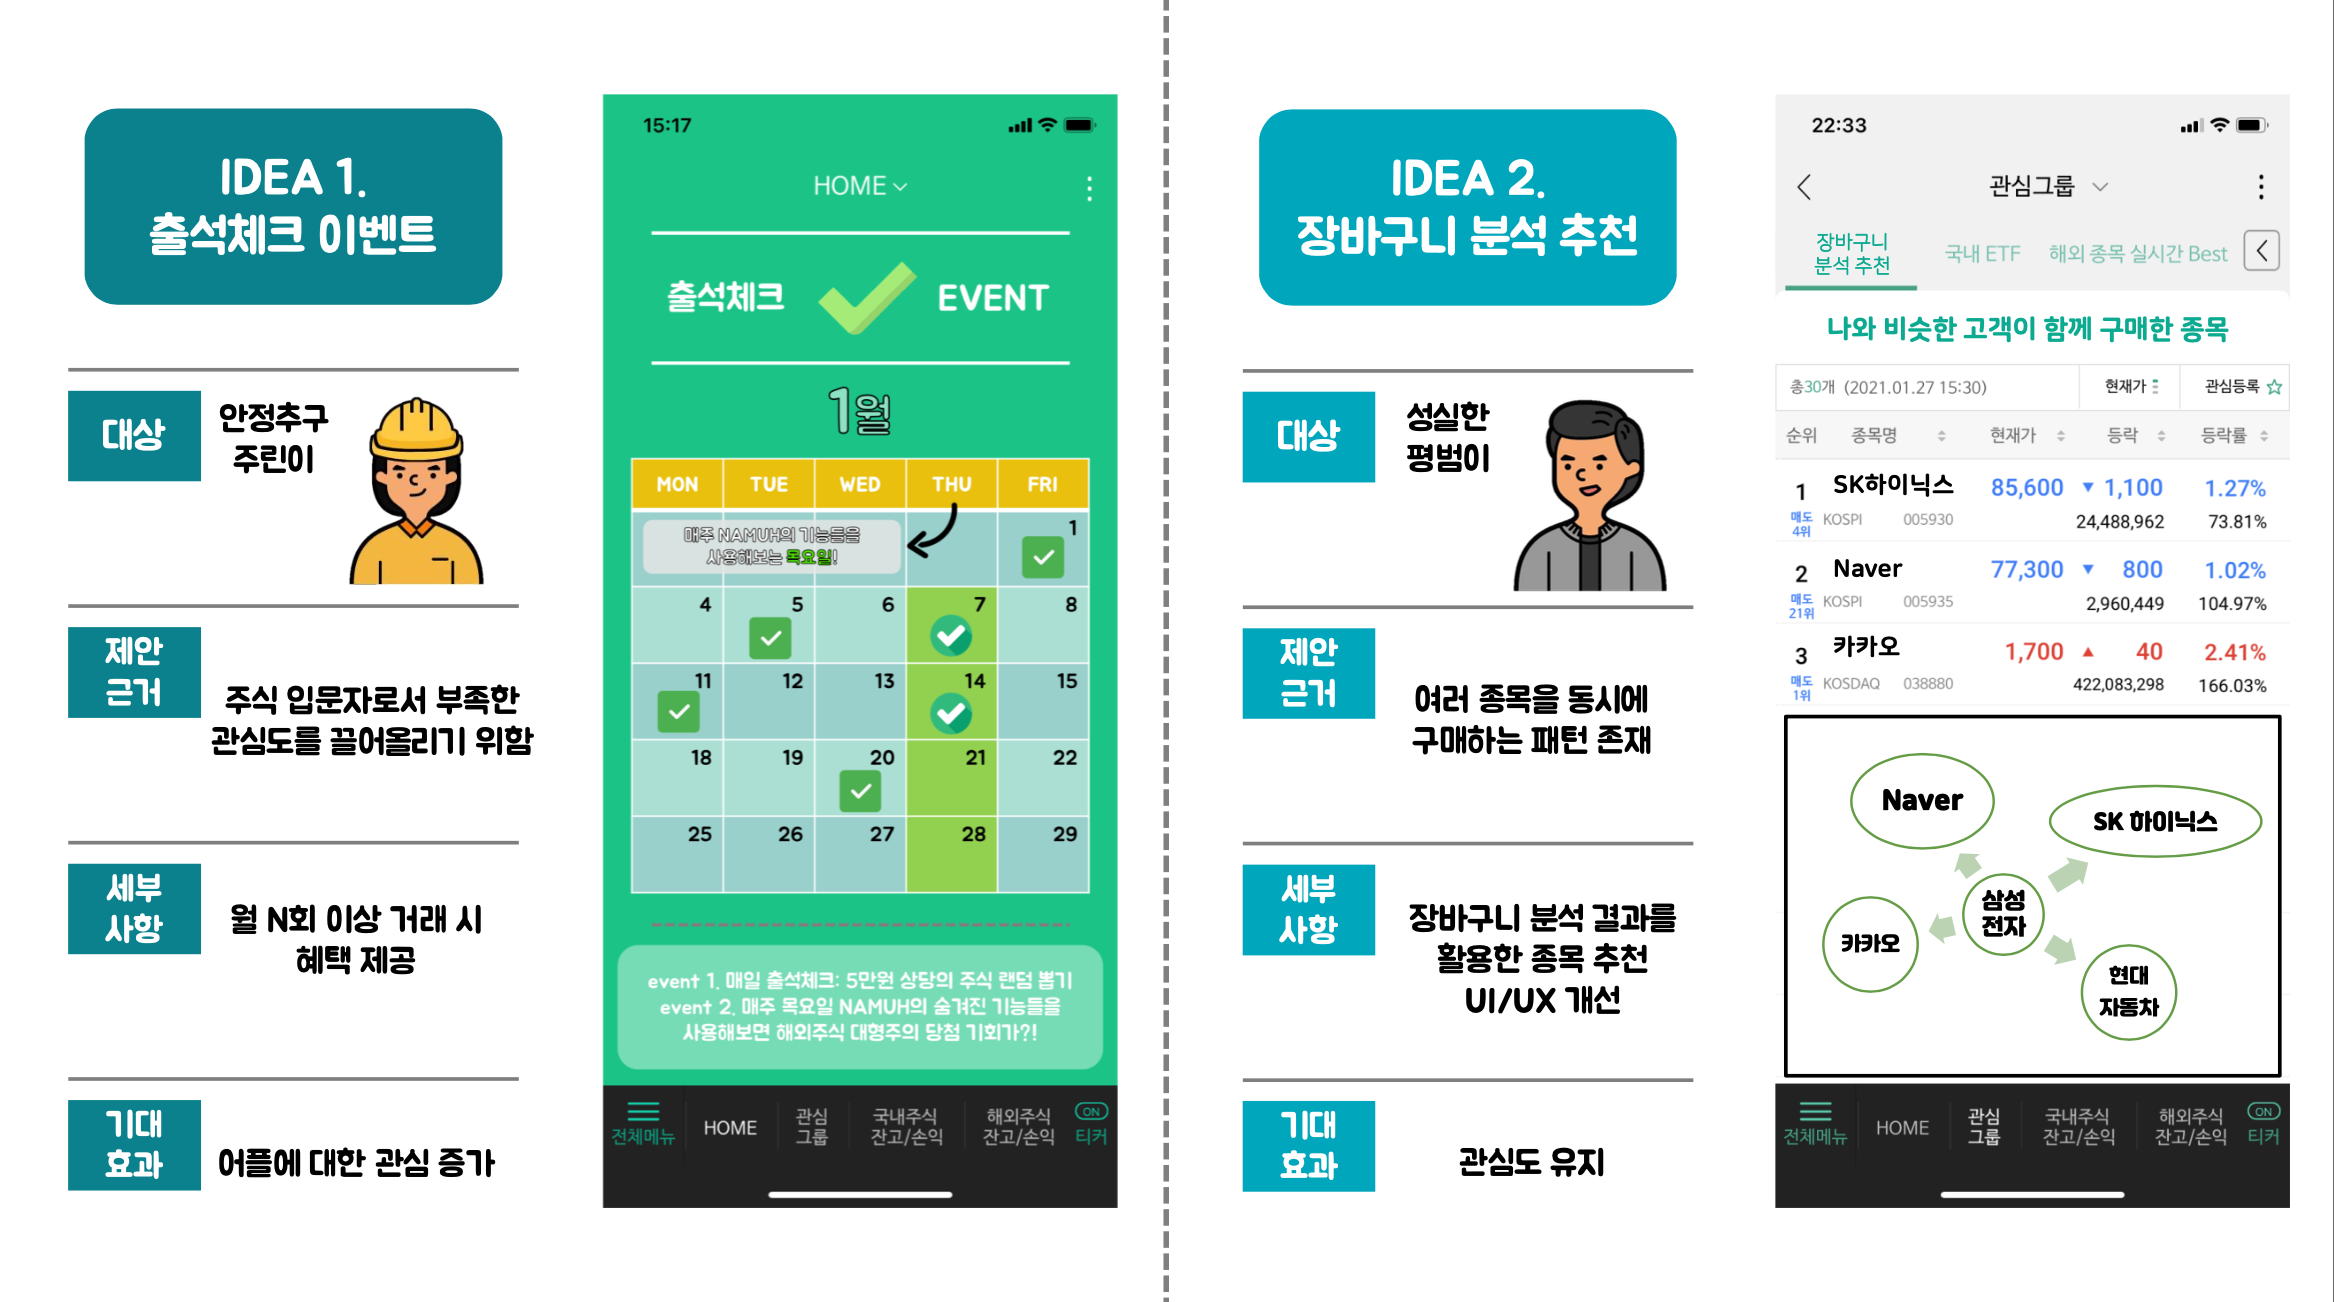 IDEA 1.
출석체크 이벤트
대상
안정추구
주린이
제안
근거
주식 입문자로서 부족한
관심도를 끌어올리기 위함
세부
사항
월 N회 이상 거래 시
혜택 제공
기대
효과
어플에 대한 관심 증가
15:17
HOME
출석체크 EVENT
1월
MON TUE WED THU FRI
매주 NAMUH의 기능들을
사용해보는 목요일!
1
4 5 6 7 8
11 12 13 14 15
18 19 20 21 22
25 26 27 28 29
event 1. 매일 출석체크: 5만원 상당의 주식 랜덤 뽑기
event 2. 매주 목요일 NAMUH의 숨겨진 기능들을
사용해보면 해외주식 대형주의 당첨 기회가?!
전체메뉴
HOME
관심
그룹
국내주식
잔고/손익
해외주식
잔고/손익
ON
티커
IDEA 2.
장바구니 분석 추천
대상
성실한
평범이
제안
근거
여러 종목을 동시에
구매하는 패턴 존재
세부
사항
장바구니 분석 결과를
활용한 종목 추천
UI/UX 개선
기대
효과
관심도 유지
22:33
관심그룹
장바구니
분석 추천
국내 ETF
해외 종목 실시간 Best
나와 비슷한 고객이 함께 구매한 종목
총30개 (2021.01.27 15:30) 현재가 관심등록
순위 종목명 현재가 등락 등락률
1 SK하이닉스 85,600 ▼ 1,100 1.27%
매도
4위
KOSPI 005930 24,488,962 73.81%
2 Naver 77,300 ▼ 800 1.02%
매도
21위
KOSPI 005935 2,960,449 104.97%
3 카카오 1,700 ▲ 40 2.41%
매도
1위
KOSDAQ 038880 422,083,298 166.03%
Naver
SK 하이닉스
삼성
전자
카카오
현대
자동차
전체메뉴
HOME
관심
그룹
국내주식
잔고/손익
해외주식
잔고/손익
ON
티커